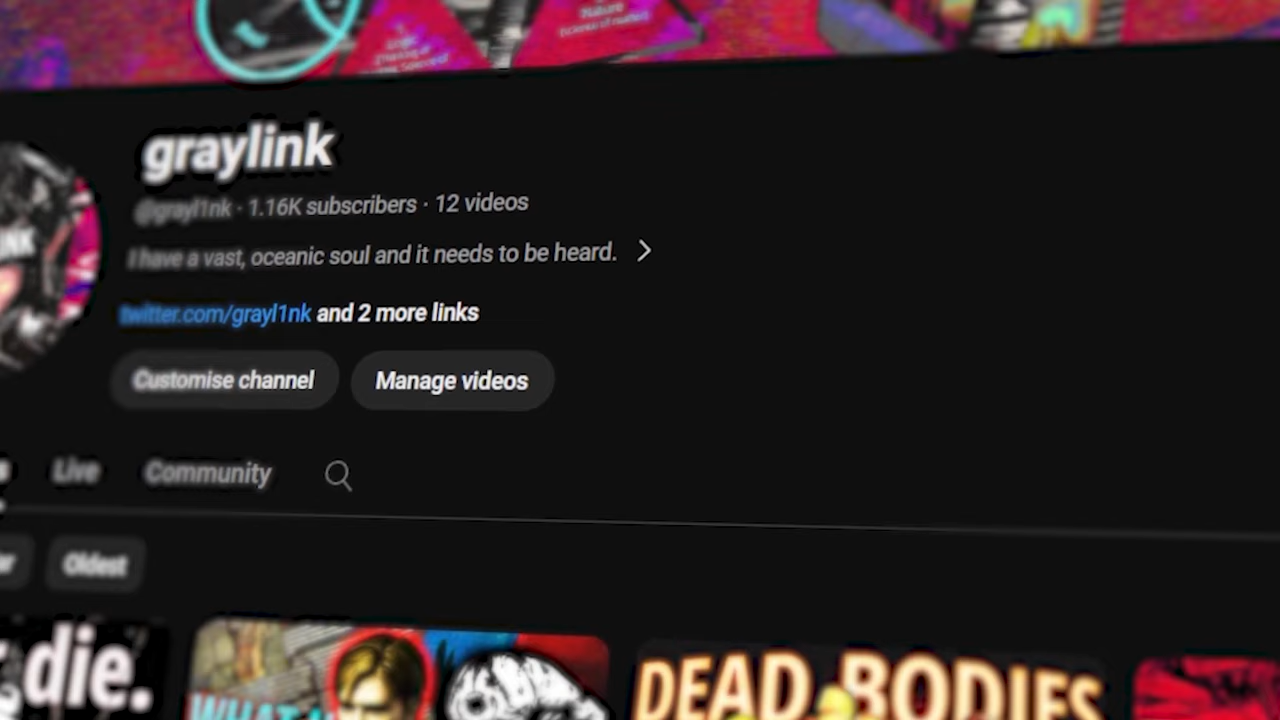 graylink
@grayl1nk · 1.16K subscribers · 12 videos
I have a vast, oceanic soul and it needs to be heard.
twitter.com/grayl1nk and 2 more links
Customise channel Manage videos
Live Community
Oldest
die.
DEAD BODIES